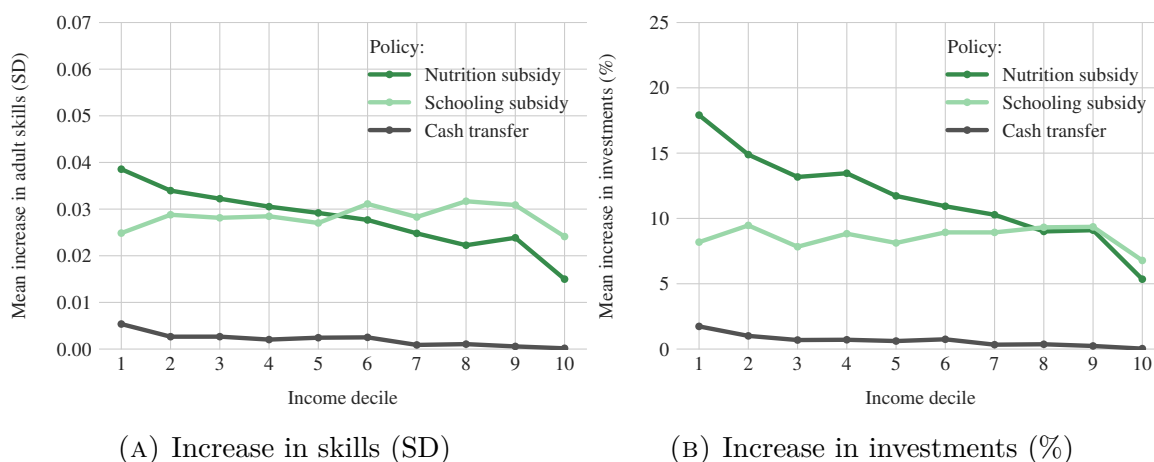 Mean increase in adult skills (SD)
0.07
0.06
0.05
0.04
0.03
0.02
0.01
0.00
Policy:
Nutrition subsidy
Schooling subsidy
Cash transfer
1 2 3 4 5 6 7 8 9 10
Income decile
(A) Increase in skills (SD)
Mean increase in investments (%)
25
20
15
10
5
0
Policy:
Nutrition subsidy
Schooling subsidy
Cash transfer
1 2 3 4 5 6 7 8 9 10
Income decile
(B) Increase in investments (%)